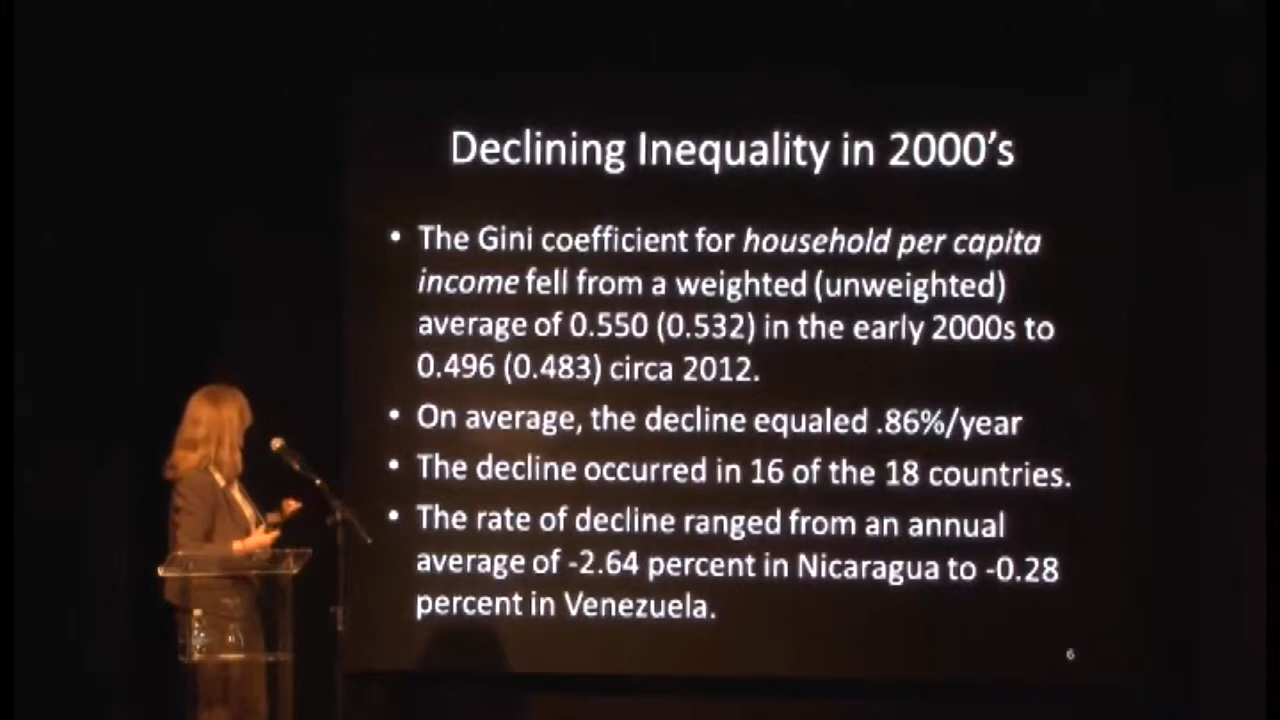 Declining Inequality in 2000's
• The Gini coefficient for household per capita
income fell from a weighted (unweighted)
average of 0.550 (0.532) in the early 2000s to
0.496 (0.483) circa 2012.
• On average, the decline equaled .86%/year
• The decline occurred in 16 of the 18 countries.
• The rate of decline ranged from an annual
average of -2.64 percent in Nicaragua to -0.28
percent in Venezuela.
6